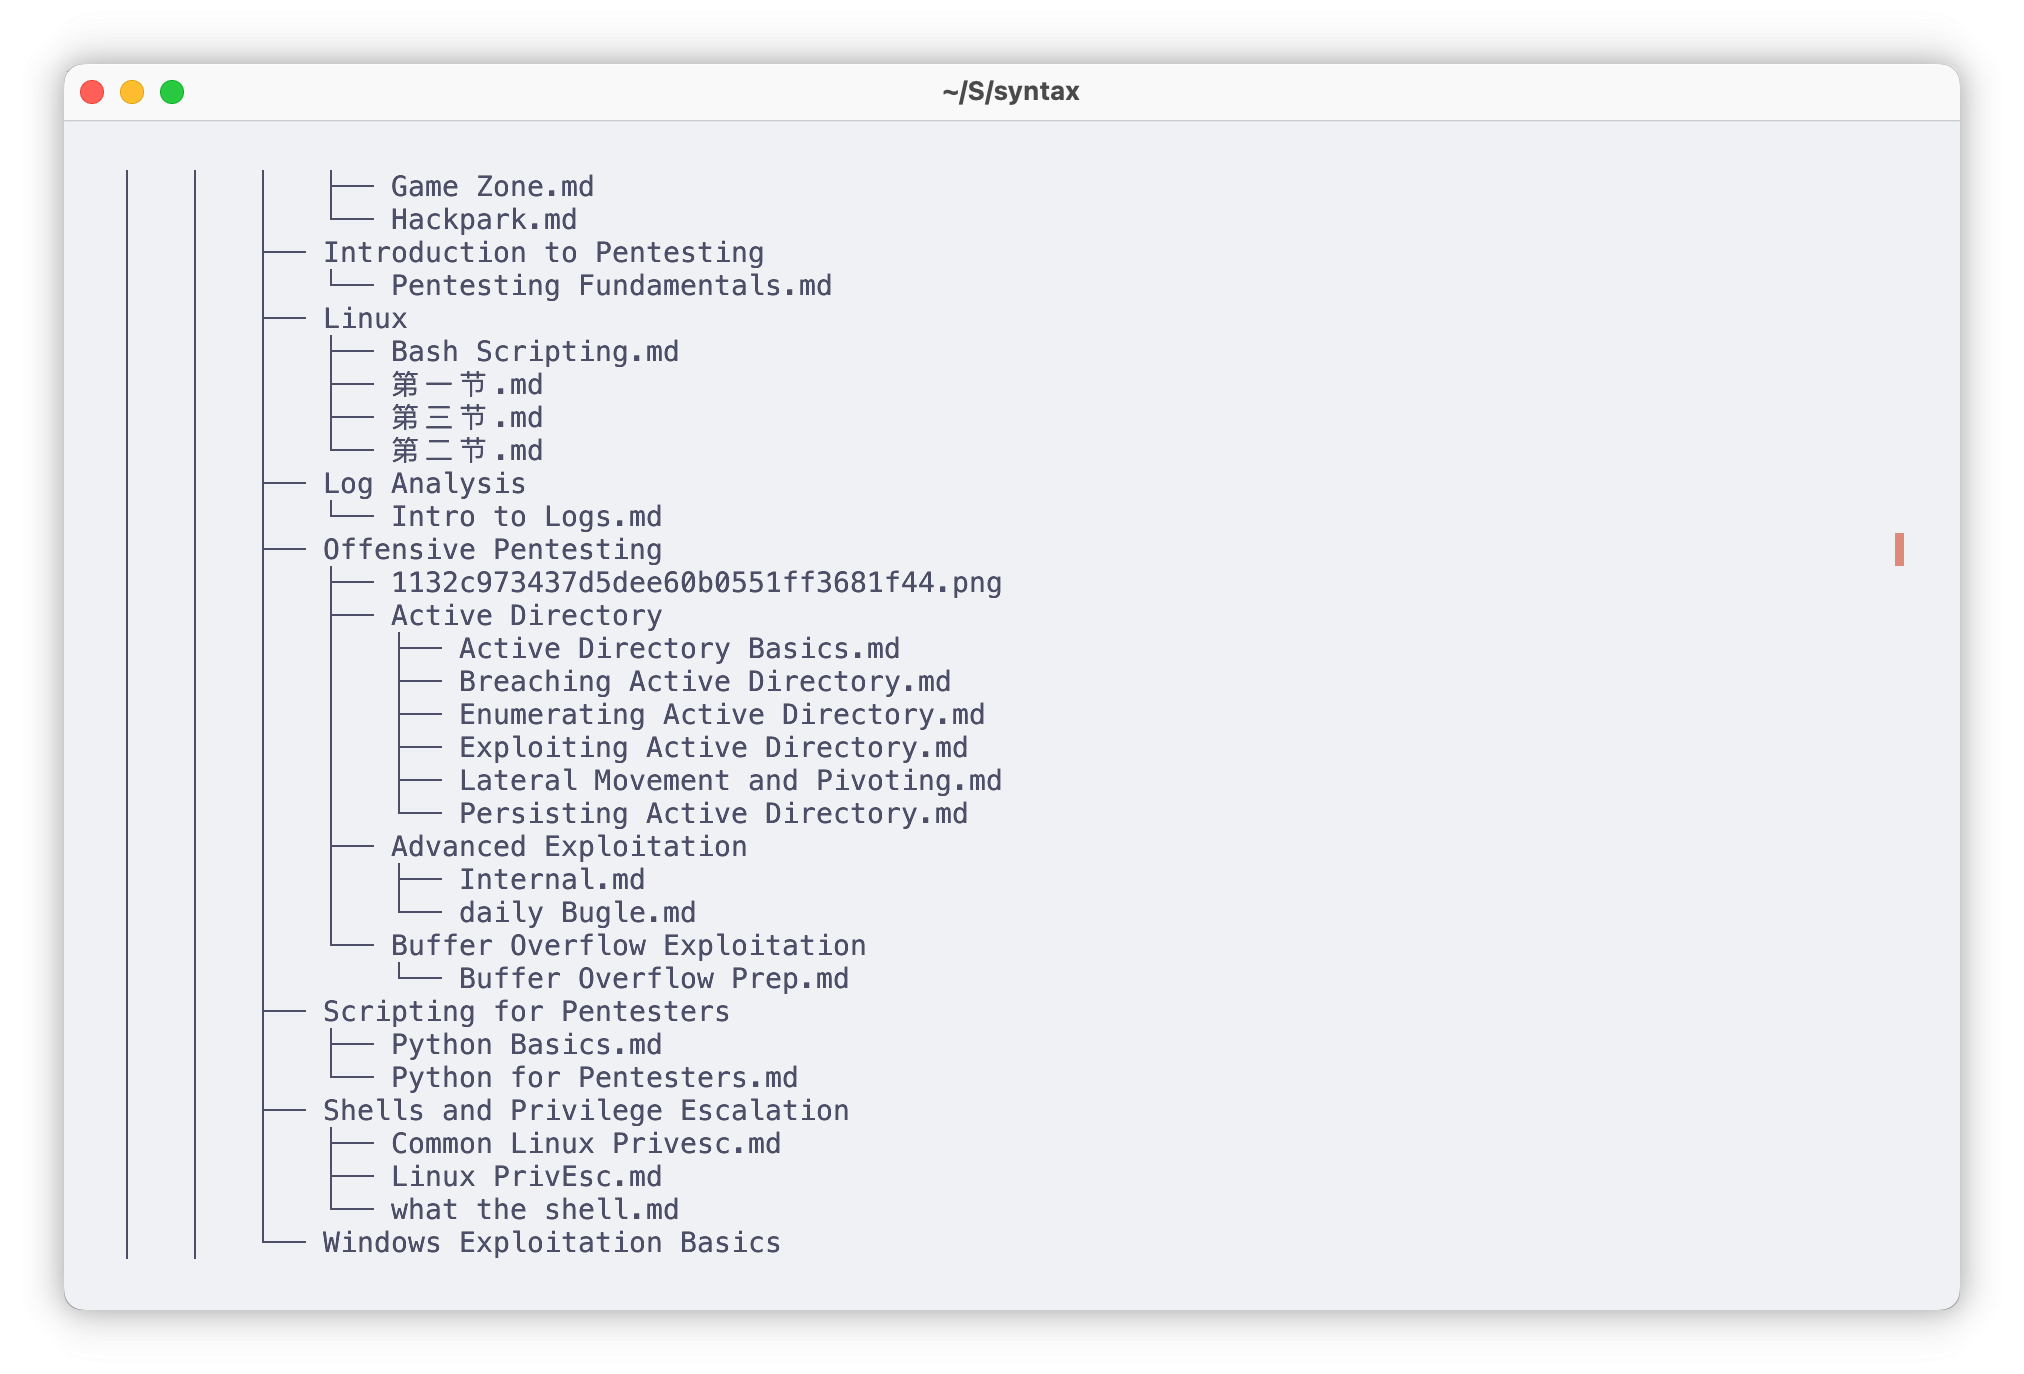 ~/S/syntax
│   │   │   ├── Game Zone.md
│   │   │   └── Hackpark.md
│   │   ├── Introduction to Pentesting
│   │   │   └── Pentesting Fundamentals.md
│   │   ├── Linux
│   │   │   ├── Bash Scripting.md
│   │   │   ├── 第一节.md
│   │   │   ├── 第三节.md
│   │   │   └── 第二节.md
│   │   ├── Log Analysis
│   │   │   └── Intro to Logs.md
│   │   ├── Offensive Pentesting
│   │   │   ├── 1132c973437d5dee60b0551ff3681f44.png
│   │   │   ├── Active Directory
│   │   │   │   ├── Active Directory Basics.md
│   │   │   │   ├── Breaching Active Directory.md
│   │   │   │   ├── Enumerating Active Directory.md
│   │   │   │   ├── Exploiting Active Directory.md
│   │   │   │   ├── Lateral Movement and Pivoting.md
│   │   │   │   └── Persisting Active Directory.md
│   │   │   ├── Advanced Exploitation
│   │   │   │   ├── Internal.md
│   │   │   │   └── daily Bugle.md
│   │   │   └── Buffer Overflow Exploitation
│   │   │       └── Buffer Overflow Prep.md
│   │   ├── Scripting for Pentesters
│   │   │   ├── Python Basics.md
│   │   │   └── Python for Pentesters.md
│   │   ├── Shells and Privilege Escalation
│   │   │   ├── Common Linux Privesc.md
│   │   │   ├── Linux PrivEsc.md
│   │   │   └── what the shell.md
│   │   └── Windows Exploitation Basics